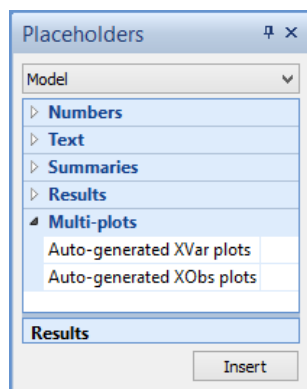 Placeholders
Model
Numbers
Text
Summaries
Results
Multi-plots
Auto-generated XVar plots
Auto-generated XObs plots
Results
Insert